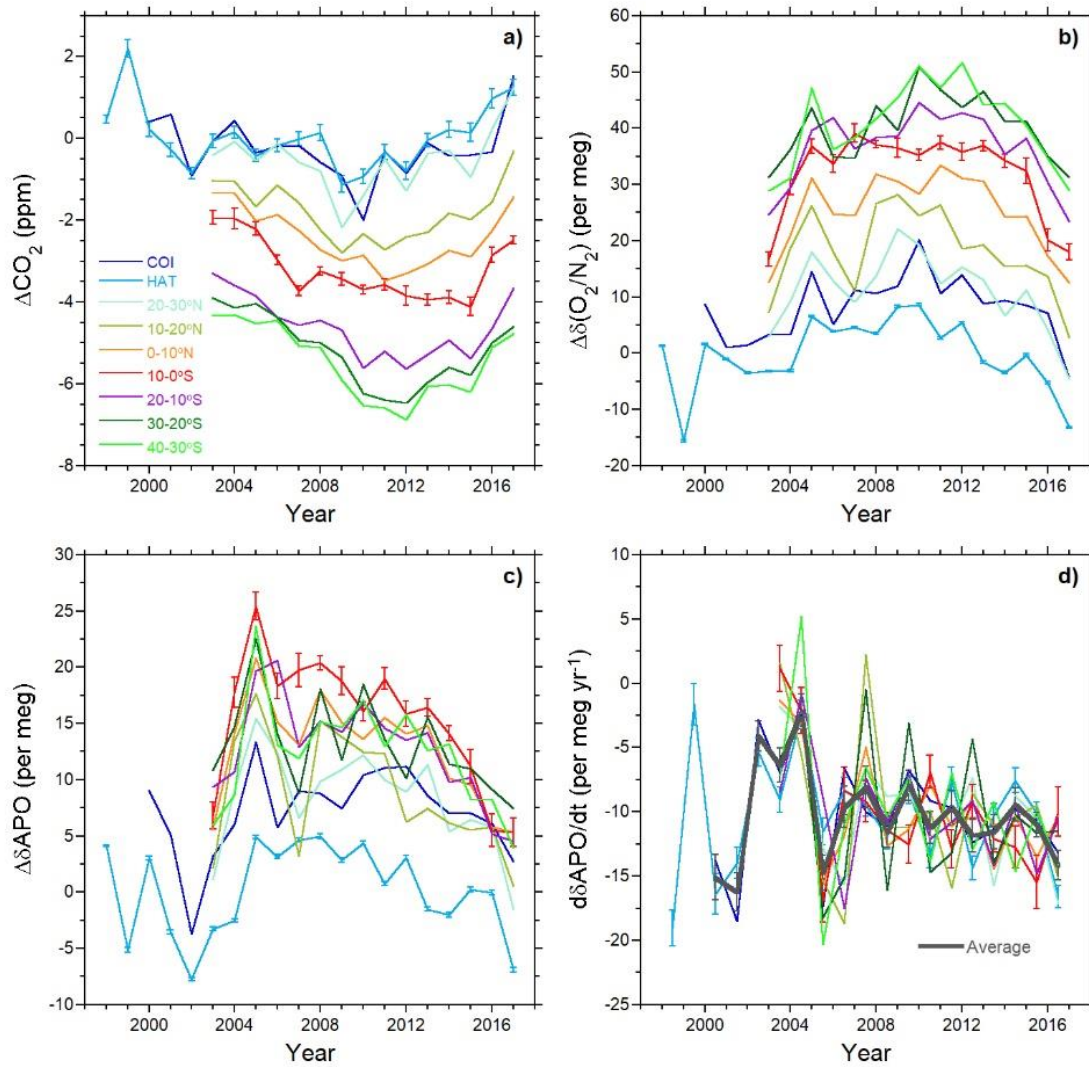 a)
2
0
-2
-4
-6
-8
ΔCO₂ (ppm)
COI
HAT
20-30°N
10-20°N
0-10°N
10-0°S
20-10°S
30-20°S
40-30°S
2000 2004 2008 2012 2016
Year
b)
60
50
40
30
20
10
0
-10
-20
Δδ(O₂/N₂) (per meg)
2000 2004 2008 2012 2016
Year
c)
30
25
20
15
10
5
0
-5
-10
ΔδAPO (per meg)
2000 2004 2008 2012 2016
Year
d)
10
5
0
-5
-10
-15
-20
-25
dδAPO/dt (per meg yr⁻¹)
Average
2000 2004 2008 2012 2016
Year